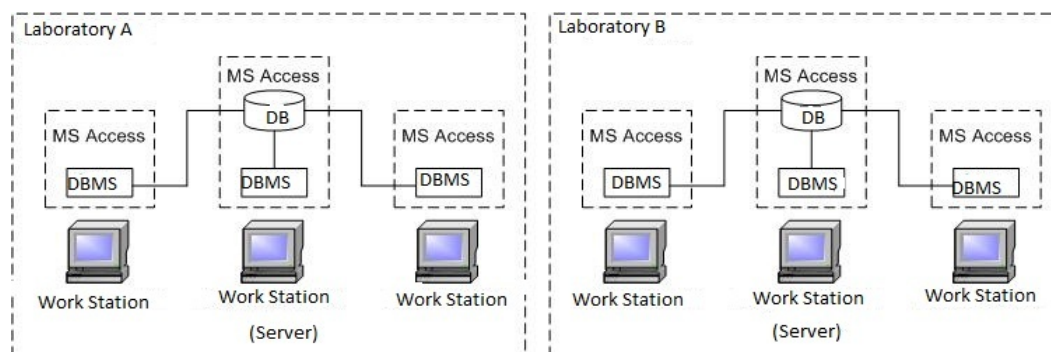 Laboratory A
MS Access
DB
MS Access
DBMS
DBMS
MS Access
DBMS
Work Station
Work Station
(Server)
Work Station
Laboratory B
MS Access
DB
MS Access
DBMS
DBMS
MS Access
DBMS
Work Station
Work Station
(Server)
Work Station